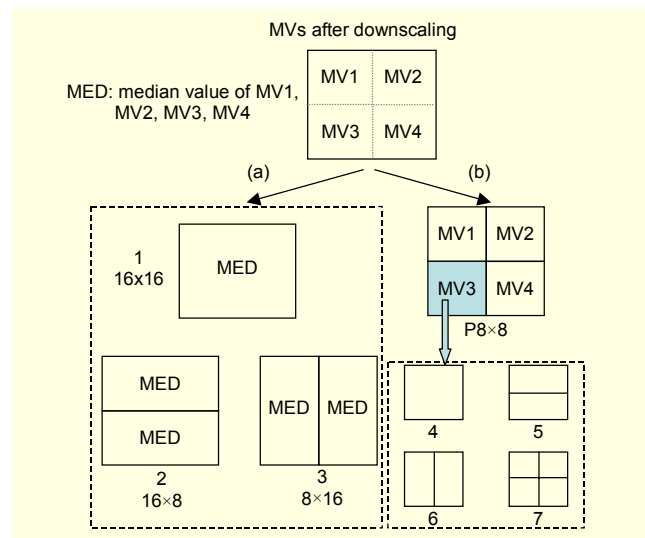 MVs after downscaling
MED: median value of MV1,
MV2, MV3, MV4
MV1 MV2
MV3 MV4
(a)
(b)
1
16x16
MED
MV1 MV2
MV3 MV4
P8×8
MED
MED
2
16×8
MED MED
3
8×16
4
5
6
7